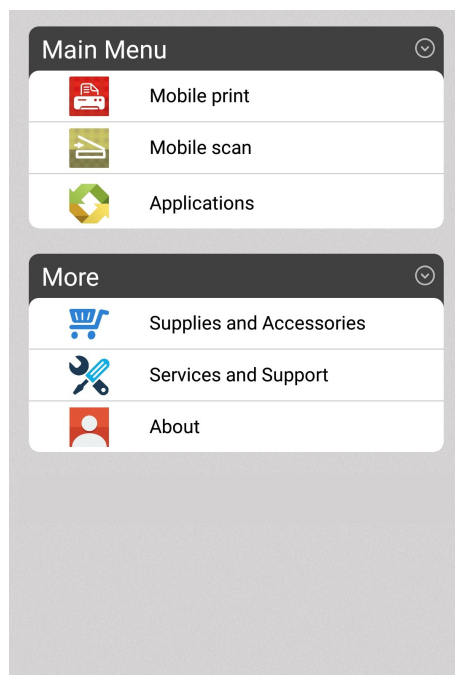 Main Menu
Mobile print
Mobile scan
Applications
More
Supplies and Accessories
Services and Support
About